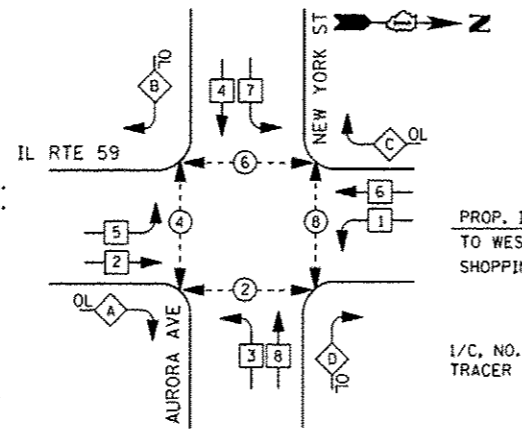 NEW YORK ST
N
OL
B
4
7
C
OL
IL RTE 59
6
6
1
4
8
5
2
2
OL
A
AURORA AVE
3
8
D
OL
PROP. I
TO WES
SHOPPIN
I/C, NO.
TRACER